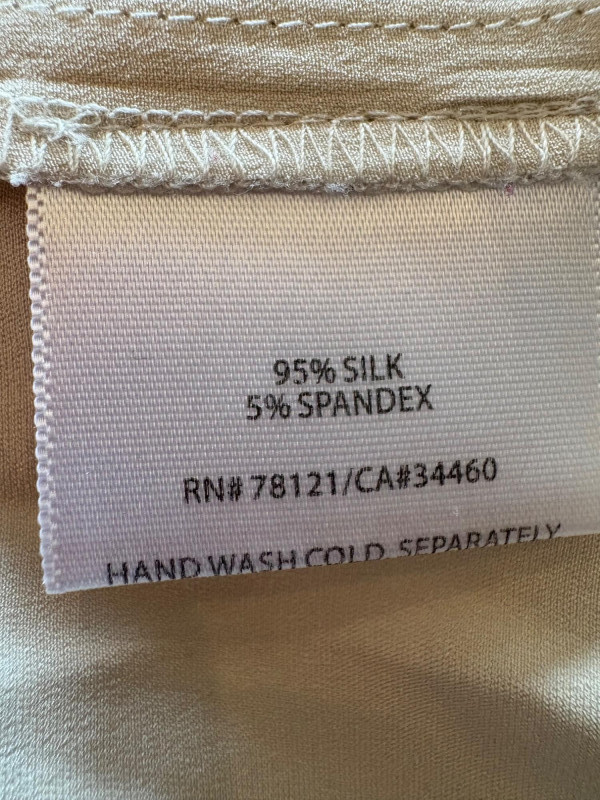 95% SILK
5% SPANDEX
RN# 78121/CA#34460
HAND WASH COLD SEPARATELY